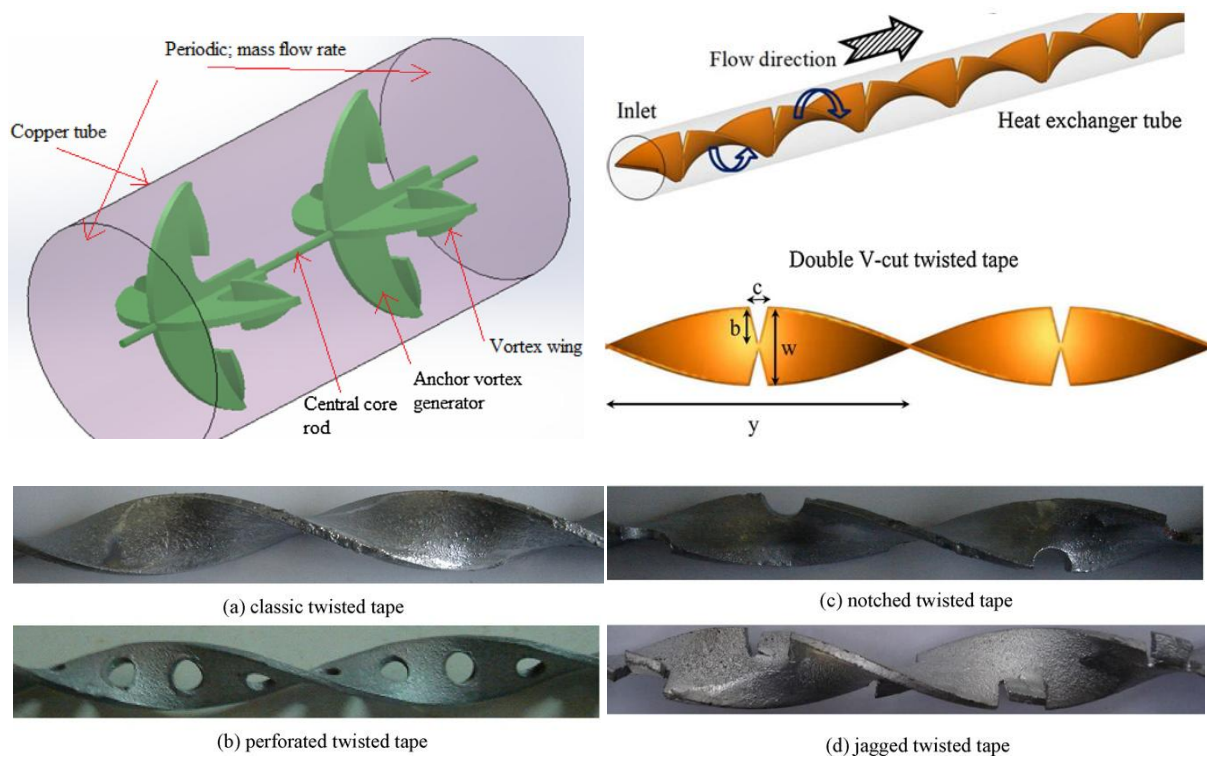 Periodic; mass flow rate
Copper tube
Vortex wing
Anchor vortex
generator
Central core
rod
Flow direction
Inlet
Heat exchanger tube
Double V-cut twisted tape
c
b
w
y
(a) classic twisted tape
(c) notched twisted tape
(b) perforated twisted tape
(d) jagged twisted tape